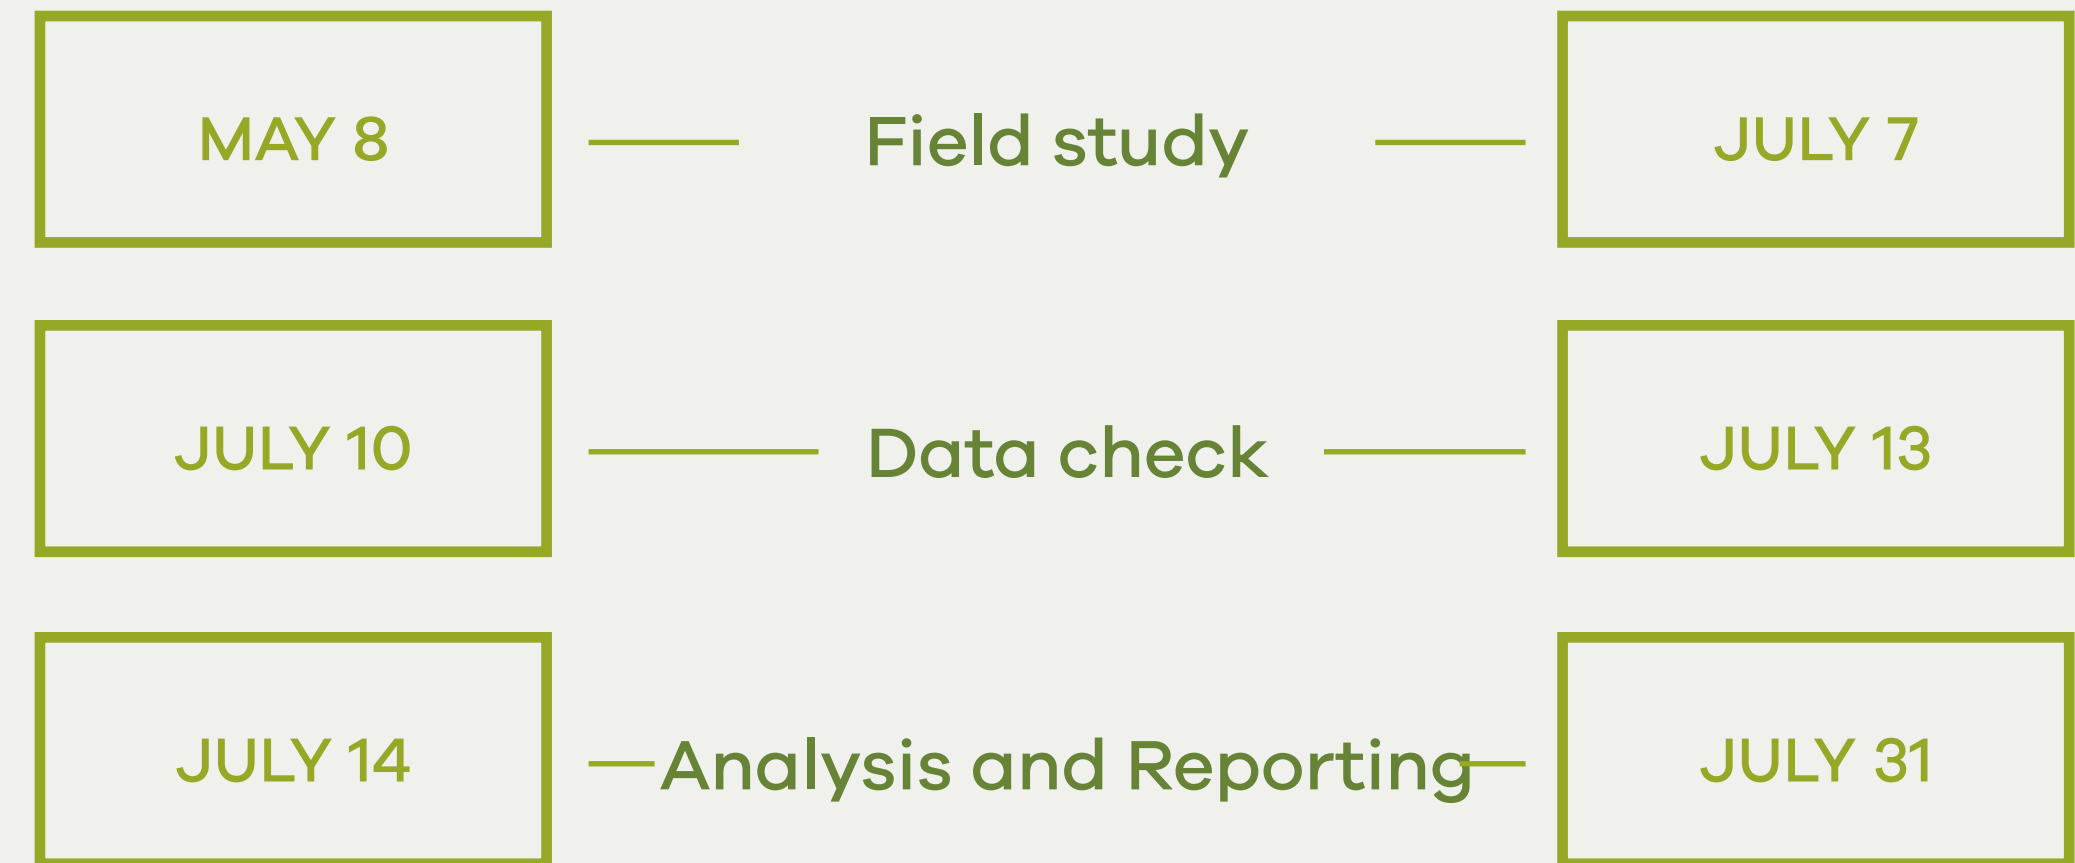 MAY 8 Field study JULY 7
JULY 10 Data check JULY 13
JULY 14 Analysis and Reporting JULY 31